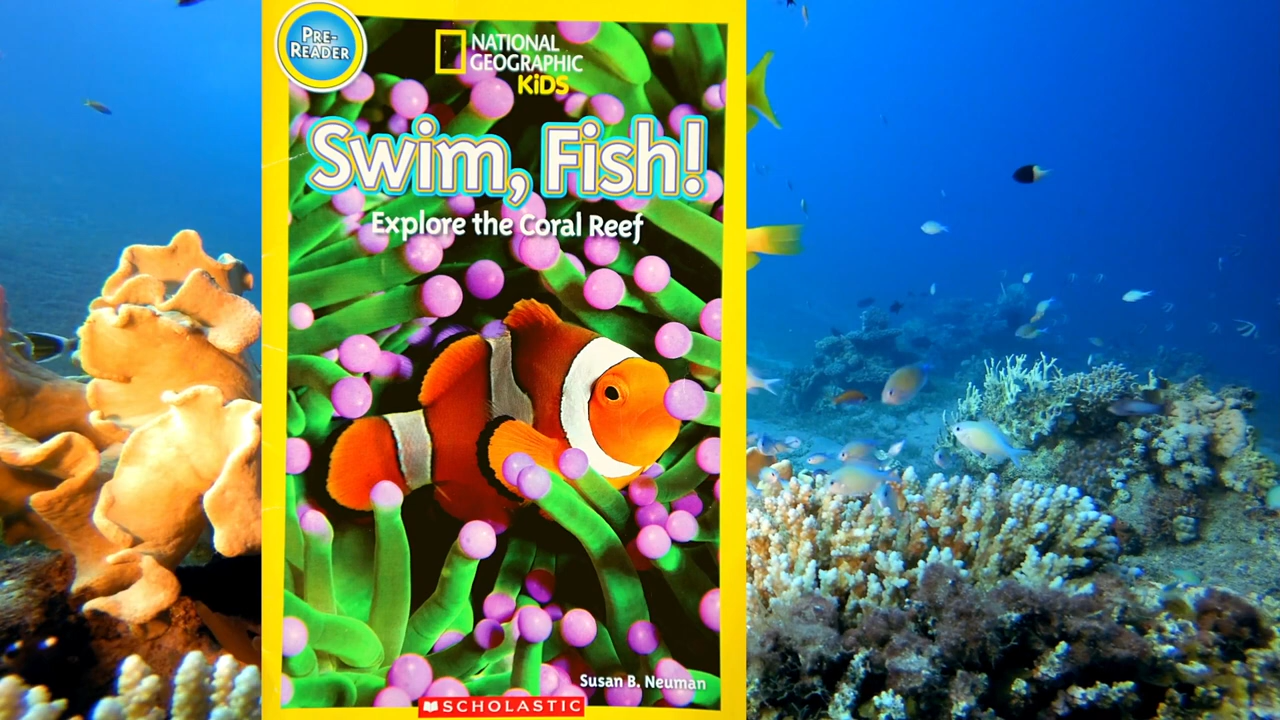 PRE-
READER
NATIONAL
GEOGRAPHIC
KiDS
Swim, Fish!
Explore the Coral Reef
Susan B. Neuman
SCHOLASTIC